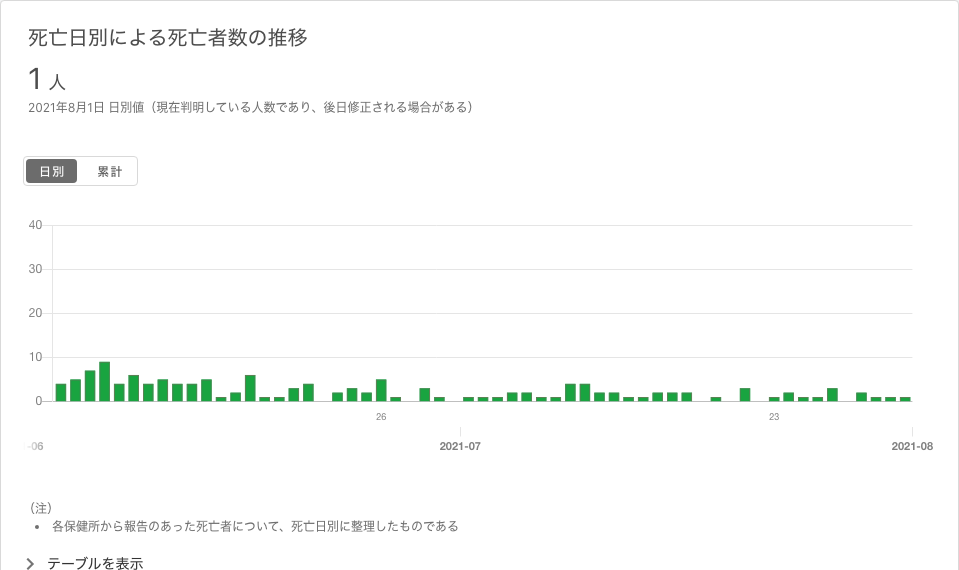 死亡日別による死亡者数の推移
1 人
2021年8月1日 日別値（現在判明している人数であり、後日修正される場合がある）
日別 累計
40
30
20
10
0
26 23
-06 2021-07 2021-08
（注）
• 各保健所から報告のあった死亡者について、死亡日別に整理したものである
テーブルを表示